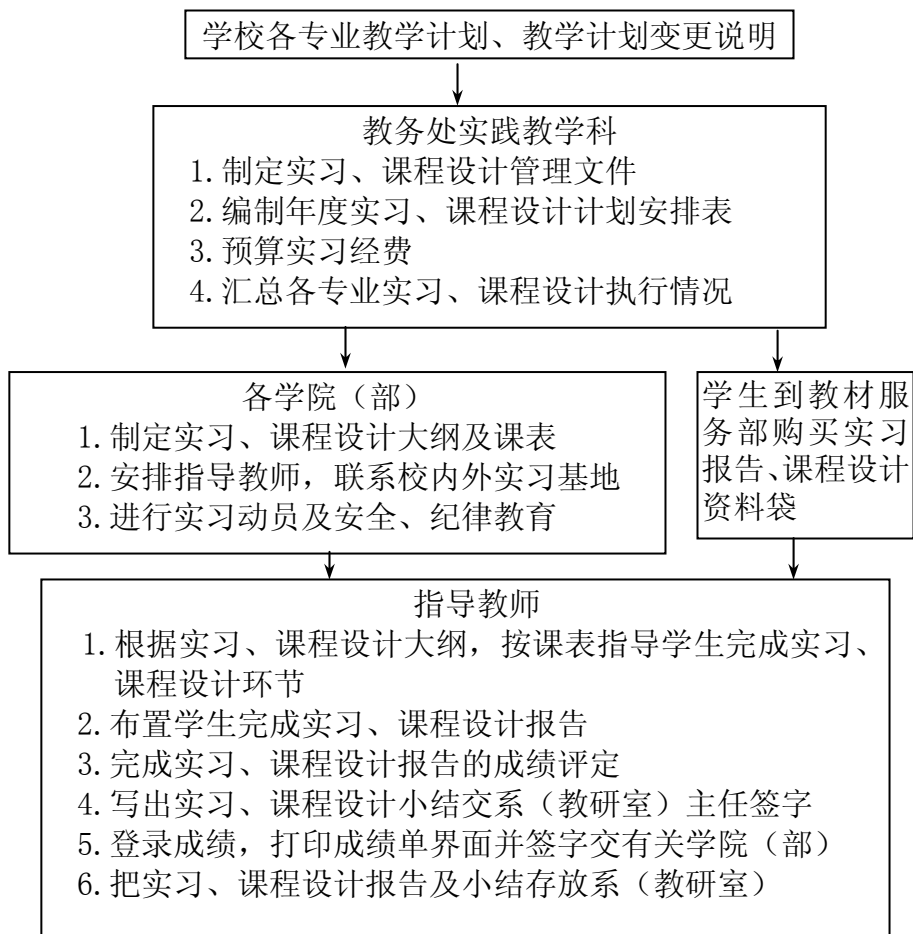 学校各专业教学计划、教学计划变更说明
教务处实践教学科
1.制定实习、课程设计管理文件
2.编制年度实习、课程设计计划安排表
3.预算实习经费
4.汇总各专业实习、课程设计执行情况
各学院（部）
1.制定实习、课程设计大纲及课表
2.安排指导教师，联系校内外实习基地
3.进行实习动员及安全、纪律教育
学生到教材服
务部购买实习
报告、课程设计
资料袋
指导教师
1.根据实习、课程设计大纲，按课表指导学生完成实习、
课程设计环节
2.布置学生完成实习、课程设计报告
3.完成实习、课程设计报告的成绩评定
4.写出实习、课程设计小结交系（教研室）主任签字
5.登录成绩，打印成绩单界面并签字交有关学院（部）
6.把实习、课程设计报告及小结存放系（教研室）